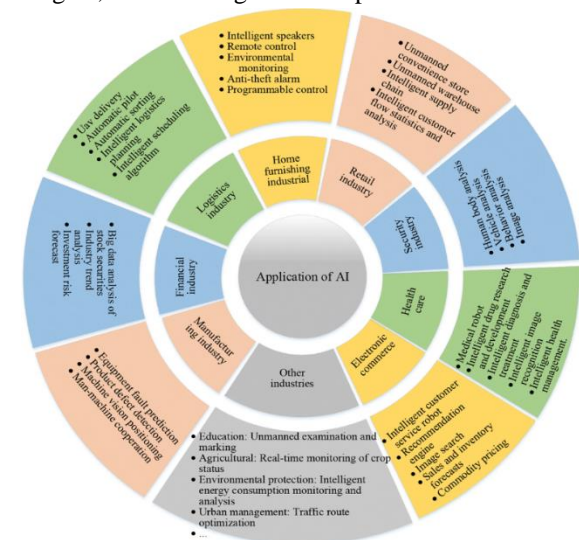 Intelligent speakers
Remote control
Environmental
monitoring
Anti-theft alarm
Programmable control
Unmanned
convenience store
Unmanned warehouse
Intelligent supply
chain
Intelligent customer
flow statistics and
analysis
Human body analysis
Vehicle analysis
Behavior analysis
Image analysis
Medical robot
Intelligent drug research
and development
Intelligent diagnosis and
treatment
Intelligent image
recognition
Intelligent health
management.
Intelligent customer
service robot
Recommendation
engine
Image search
Sales and inventory
forecasts
Commodity pricing
Education: Unmanned examination and
marking
Agricultural: Real-time monitoring of crop
status
Environmental protection: Intelligent
energy consumption monitoring and
analysis
Urban management: Traffic route
optimization
...
Equipment fault prediction
Product defect detection
Machine vision positioning
Man-machine cooperation
Big data analysis of
stock securities
Industry trend
analysis
Investment risk
forecast
Uav delivery
Automatic pilot
Automatic sorting
Intelligent logistics
planning
Intelligent scheduling
algorithm
Home
furnishing
industrial
Retail
industry
Security
industry
Health
care
Electronic
commerce
Other
industries
Manufactur
ing industry
Financial
industry
Logistics
industry
Application of AI